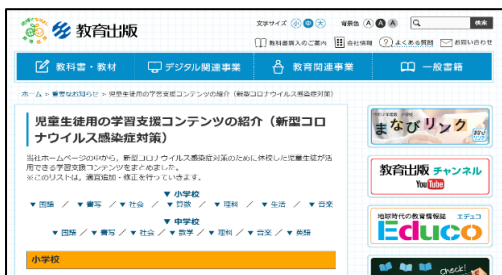 教育出版
文字サイズ 小 中 大 背景色 A A A 検索
教科書購入のご案内 会社情報 よくある質問 お問い合わせ
教科書・教材 デジタル関連事業 教育関連事業 一般書籍
ホーム > 重要なお知らせ > 児童生徒用の学習支援コンテンツの紹介（新型コロナウイルス感染症対策）
児童生徒用の学習支援コンテンツの紹介（新型コロ
ナウイルス感染症対策）
当社ホームページの中から、新型コロナウイルス感染症対策のために休校した児童生徒が活
用できる学習支援コンテンツをまとめました。
※このリストは、適宜追加・修正を行っていきます。
▼ 小学校
▼ 国語 ／ ▼ 書写 ／ ▼ 社会 ／ ▼ 算数 ／ ▼ 理科 ／ ▼ 生活 ／ ▼ 音楽
▼ 中学校
▼ 国語 ／ ▼ 書写 ／ ▼ 社会 ／ ▼ 数学 ／ ▼ 理科 ／ ▼ 音楽 ／ ▼ 英語
小学校
まなびリンク
教育出版 チャンネル
YouTube
地球時代の教育情報誌 エデュコ
Educo
Check!